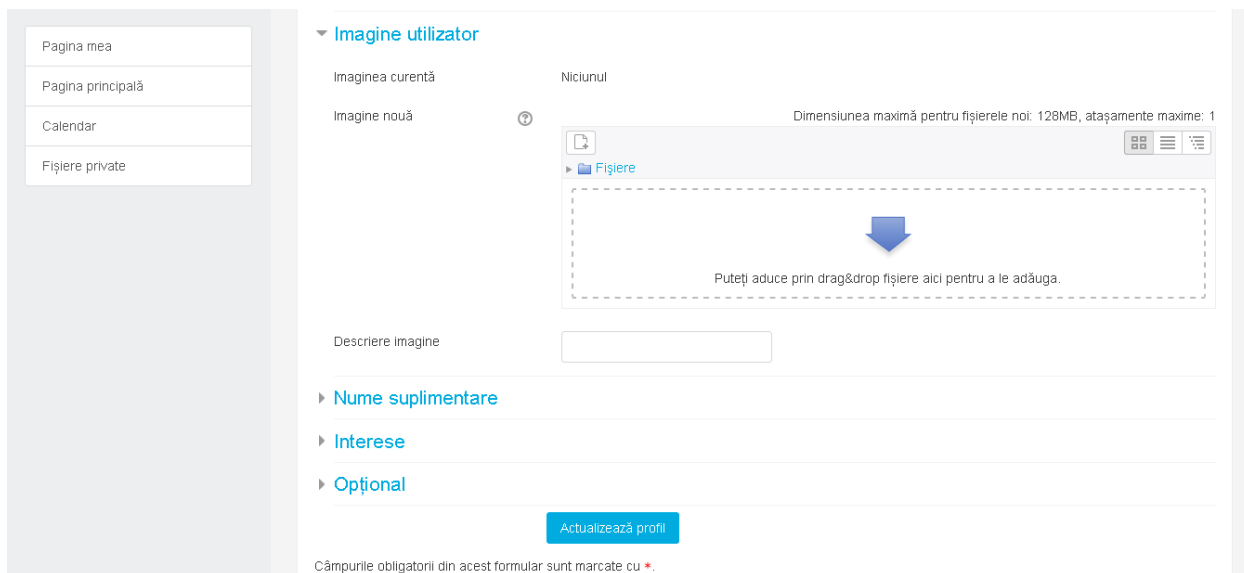 Pagina mea
Pagina principală
Calendar
Fișiere private
Imagine utilizator
Imaginea curentă
Niciunul
Imagine nouă
Dimensiunea maximă pentru fișierele noi: 128MB, atașamente maxime: 1
Fișiere
Puteți aduce prin drag&drop fișiere aici pentru a le adăuga.
Descriere imagine
Nume suplimentare
Interese
Opțional
Actualizează profil
Câmpurile obligatorii din acest formular sunt marcate cu *.